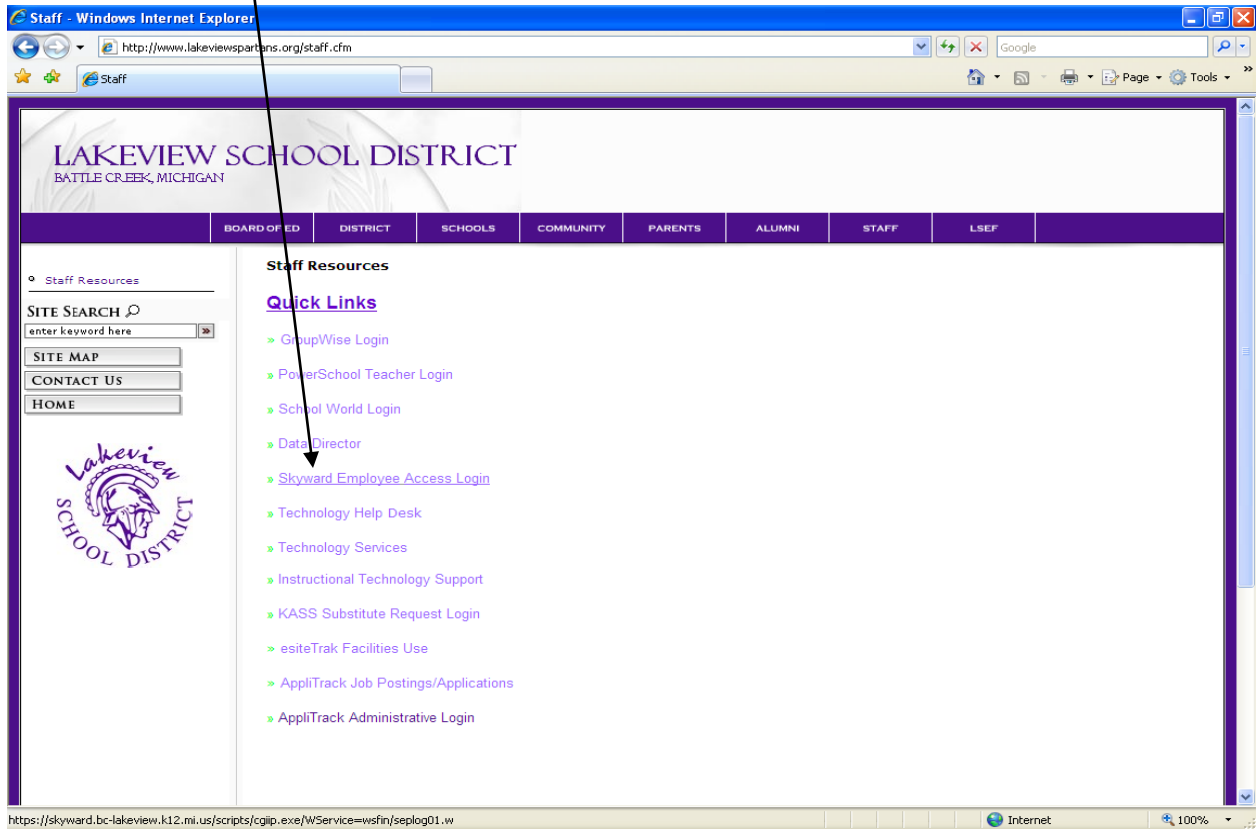 Staff - Windows Internet Explorer
http://www.lakeviewspartans.org/staff.cfm
Google
Staff
Page
Tools
LAKEVIEW SCHOOL DISTRICT
BATTLE CREEK, MICHIGAN
BOARD OF ED DISTRICT SCHOOLS COMMUNITY PARENTS ALUMNI STAFF LSEF
Staff Resources
SITE SEARCH
enter keyword here
SITE MAP
CONTACT US
HOME
Lakeview
SCHOOL DISTRICT
Staff Resources
Quick Links
» GroupWise Login
» PowerSchool Teacher Login
» School World Login
» Data Director
» Skyward Employee Access Login
» Technology Help Desk
» Technology Services
» Instructional Technology Support
» KASS Substitute Request Login
» esiteTrak Facilities Use
» AppliTrack Job Postings/Applications
» AppliTrack Administrative Login
https://skyward.bc-lakeview.k12.mi.us/scripts/cgiip.exe/WService=wsfin/seplog01.w
Internet
100%